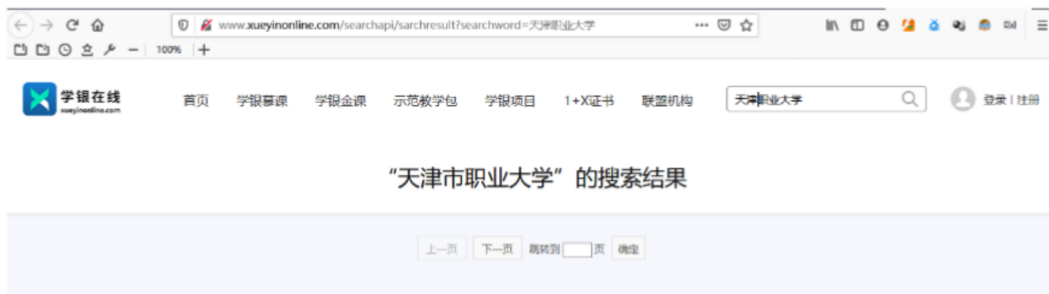 www.xueyinonline.com/searchapi/sarchresult?searchword=天津职业大学
100%
学银在线
xueyinonline.com
首页 学银慕课 学银金课 示范教学包 学银项目 1+X证书 联盟机构 天津职业大学 登录 | 注册
“天津市职业大学”的搜索结果
上一页 下一页 跳转到 页 确定